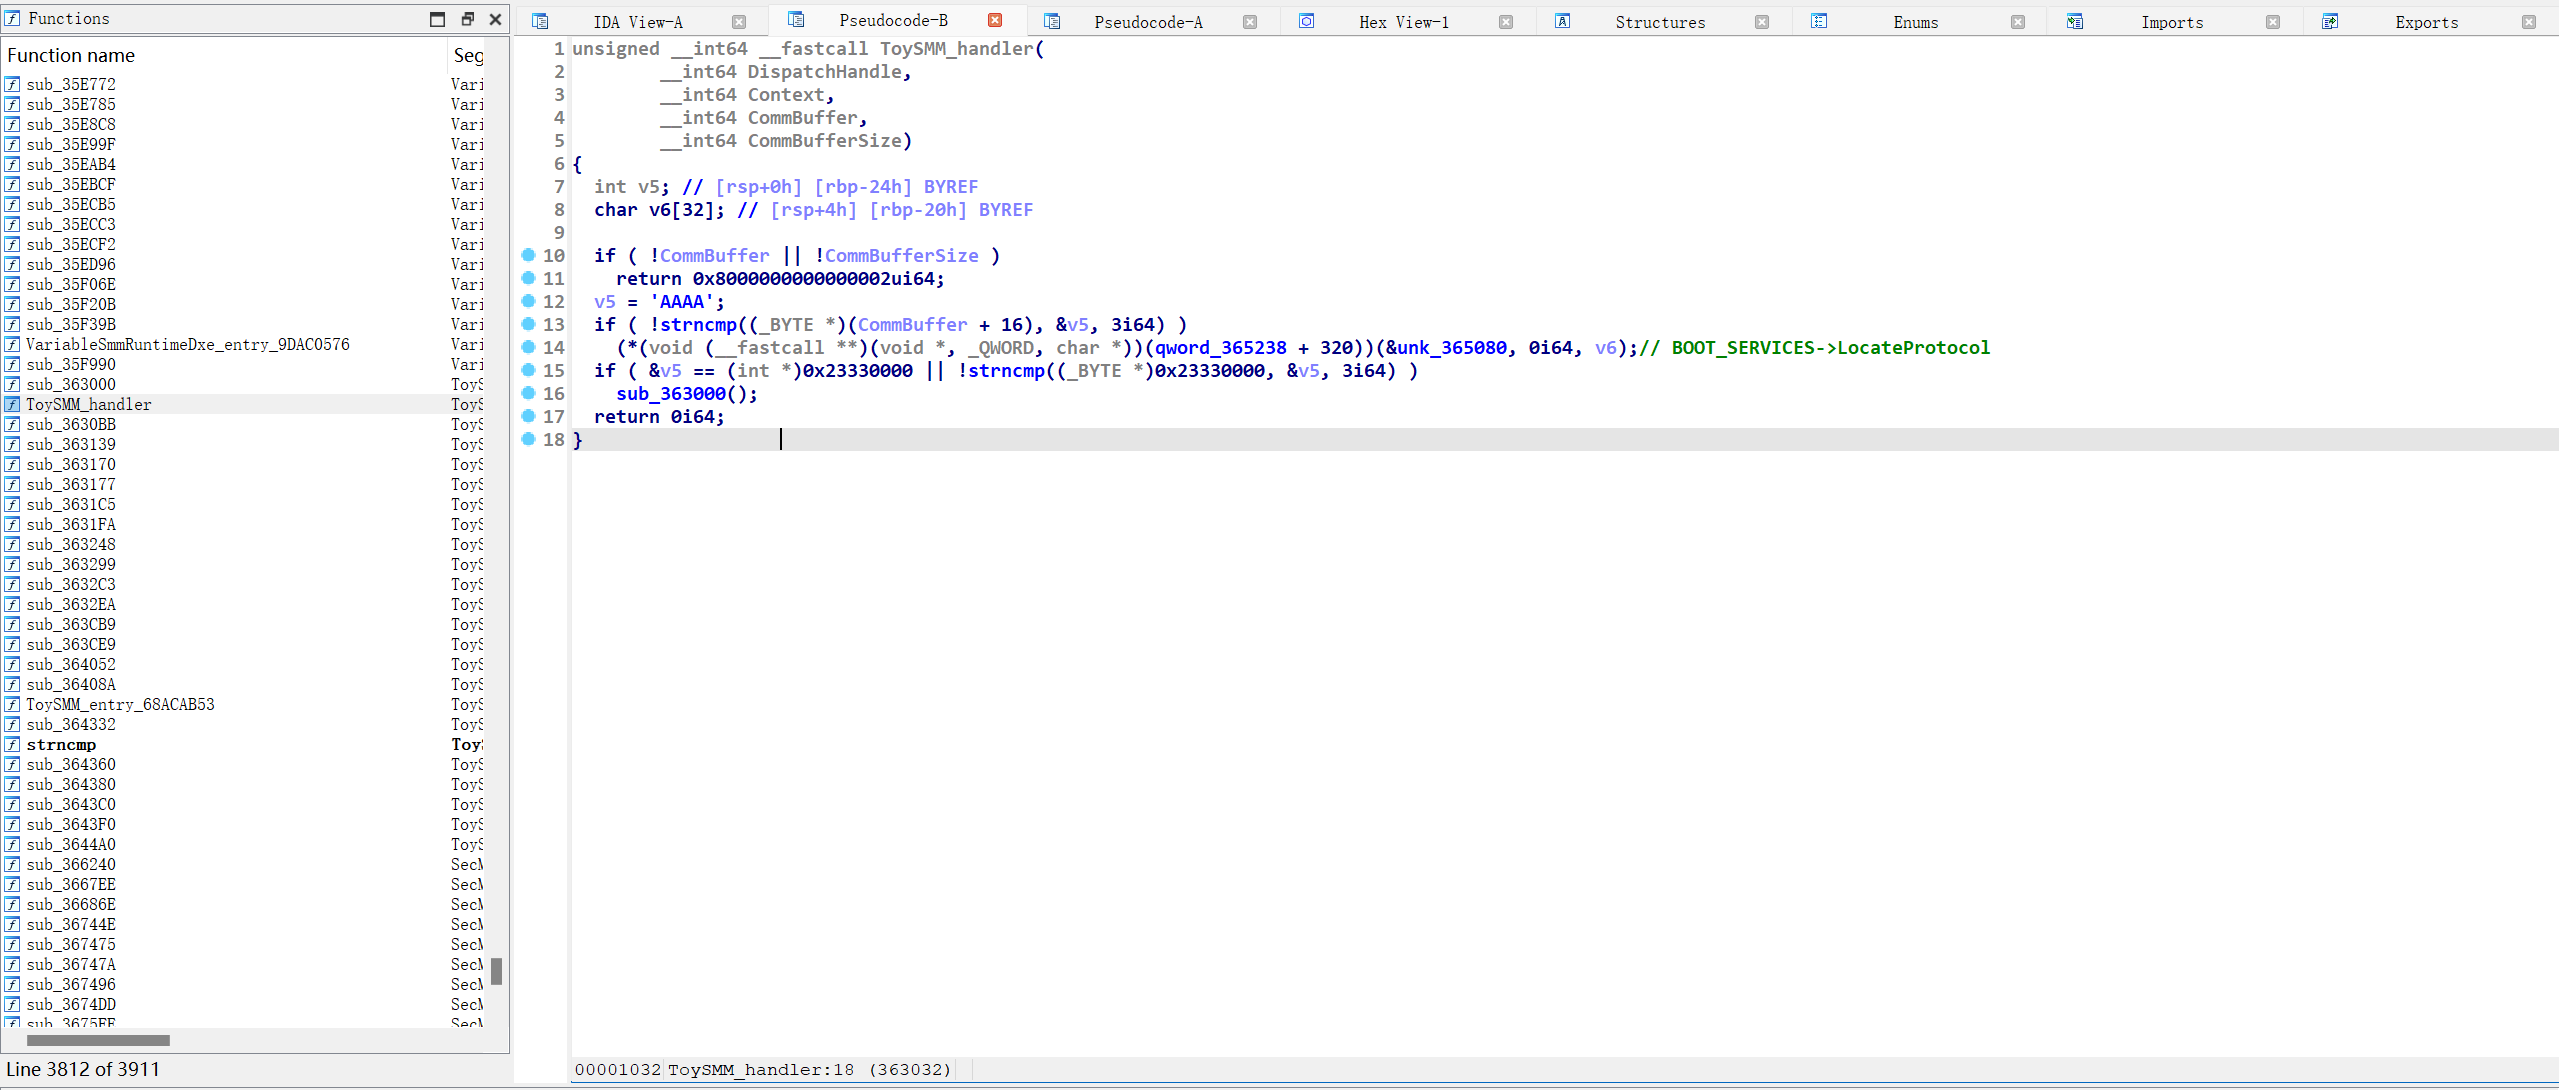 Functions
Function name Seg
sub_35E772 Vari
sub_35E785 Vari
sub_35E8C8 Vari
sub_35E99F Vari
sub_35EAB4 Vari
sub_35EBCF Vari
sub_35ECB5 Vari
sub_35ECC3 Vari
sub_35ECF2 Vari
sub_35ED96 Vari
sub_35F06E Vari
sub_35F20B Vari
sub_35F39B Vari
VariableSmmRuntimeDxe_entry_9DAC0576 Vari
sub_35F990 Vari
sub_363000 ToyS
ToySMM_handler ToyS
sub_3630BB ToyS
sub_363139 ToyS
sub_363170 ToyS
sub_363177 ToyS
sub_3631C5 ToyS
sub_3631FA ToyS
sub_363248 ToyS
sub_363299 ToyS
sub_3632C3 ToyS
sub_3632EA ToyS
sub_363CB9 ToyS
sub_363CE9 ToyS
sub_364052 ToyS
sub_36408A ToyS
ToySMM_entry_68ACAB53 ToyS
sub_364332 ToyS
strncmp ToyS
sub_364360 ToyS
sub_364380 ToyS
sub_3643C0 ToyS
sub_3643F0 ToyS
sub_3644A0 ToyS
sub_366240 SecM
sub_3667EE SecM
sub_36686E SecM
sub_36744E SecM
sub_367475 SecM
sub_36747A SecM
sub_367496 SecM
sub_3674DD SecM
sub_3675EE SecM
Line 3812 of 3911
IDA View-A Pseudocode-B Pseudocode-A Hex View-1 Structures Enums Imports Exports
1 unsigned __int64 __fastcall ToySMM_handler(
2 __int64 DispatchHandle,
3 __int64 Context,
4 __int64 CommBuffer,
5 __int64 CommBufferSize)
6 {
7 int v5; // [rsp+0h] [rbp-24h] BYREF
8 char v6[32]; // [rsp+4h] [rbp-20h] BYREF
9
10 if ( !CommBuffer || !CommBufferSize )
11 return 0x8000000000000002ui64;
12 v5 = 'AAAA';
13 if ( !strncmp((_BYTE *)(CommBuffer + 16), &v5, 3i64) )
14 (*(void (__fastcall **)(void *, _QWORD, char *))(qword_365238 + 320))(&unk_365080, 0i64, v6);// BOOT_SERVICES->LocateProtocol
15 if ( &v5 == (int *)0x23330000 || !strncmp((_BYTE *)0x23330000, &v5, 3i64) )
16 sub_363000();
17 return 0i64;
18 }
00001032 ToySMM_handler:18 (363032)